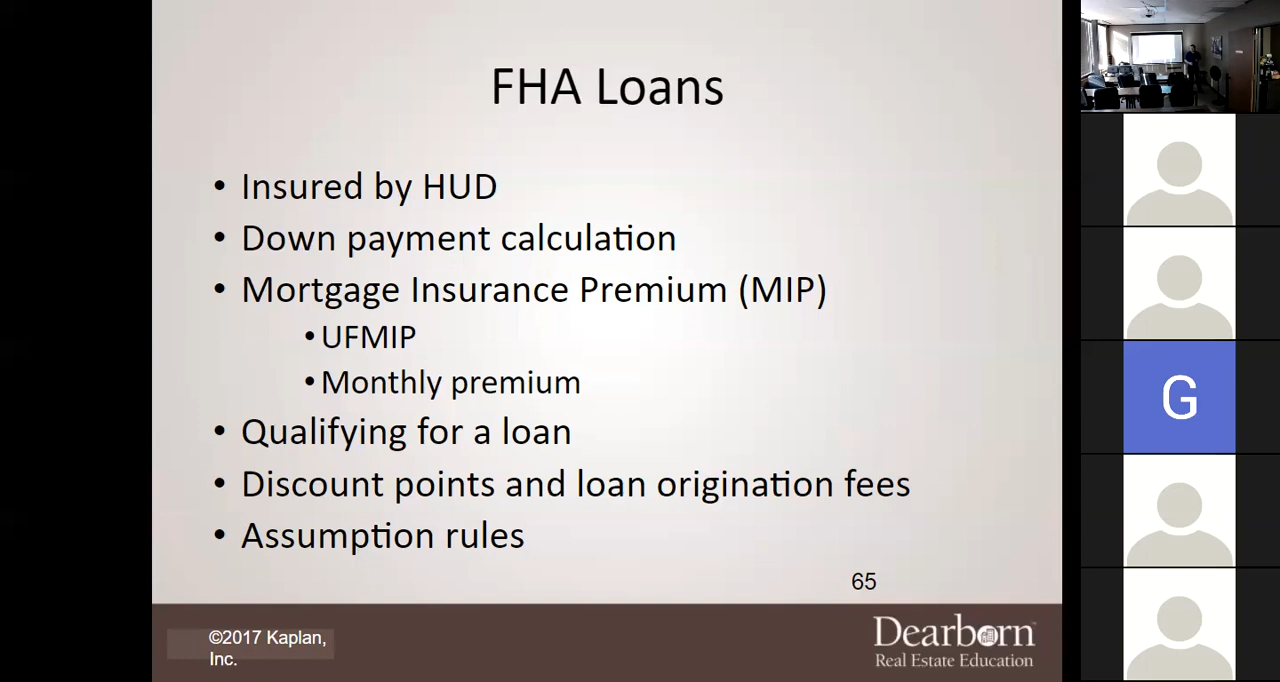 FHA Loans
• Insured by HUD
• Down payment calculation
• Mortgage Insurance Premium (MIP)
• UFMIP
• Monthly premium
• Qualifying for a loan
• Discount points and loan origination fees
• Assumption rules
65
©2017 Kaplan,
Inc.
Dearborn™
Real Estate Education
G